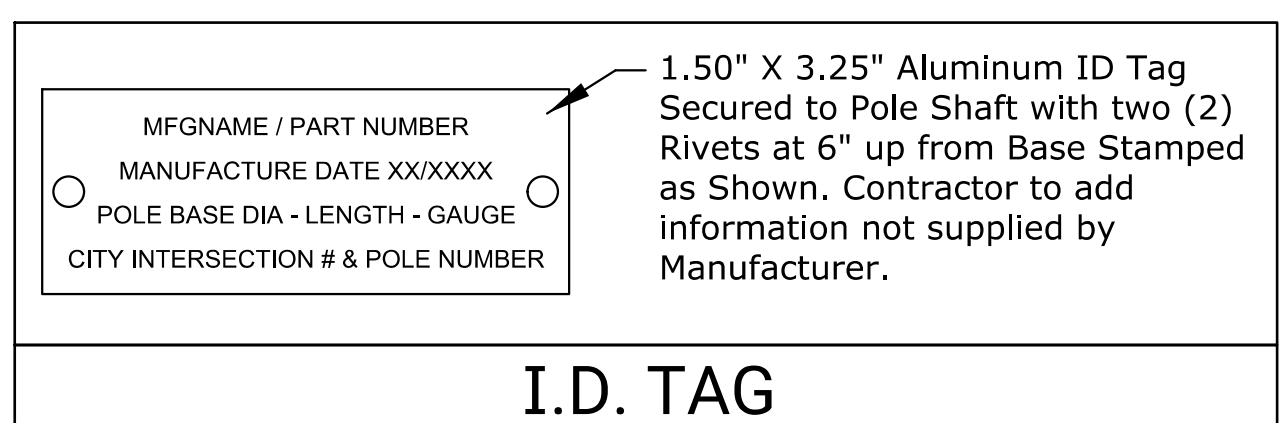 MFGNAME / PART NUMBER
MANUFACTURE DATE XX/XXXX
POLE BASE DIA - LENGTH - GAUGE
CITY INTERSECTION # & POLE NUMBER
1.50" X 3.25" Aluminum ID Tag
Secured to Pole Shaft with two (2)
Rivets at 6" up from Base Stamped
as Shown. Contractor to add
information not supplied by
Manufacturer.
I.D. TAG